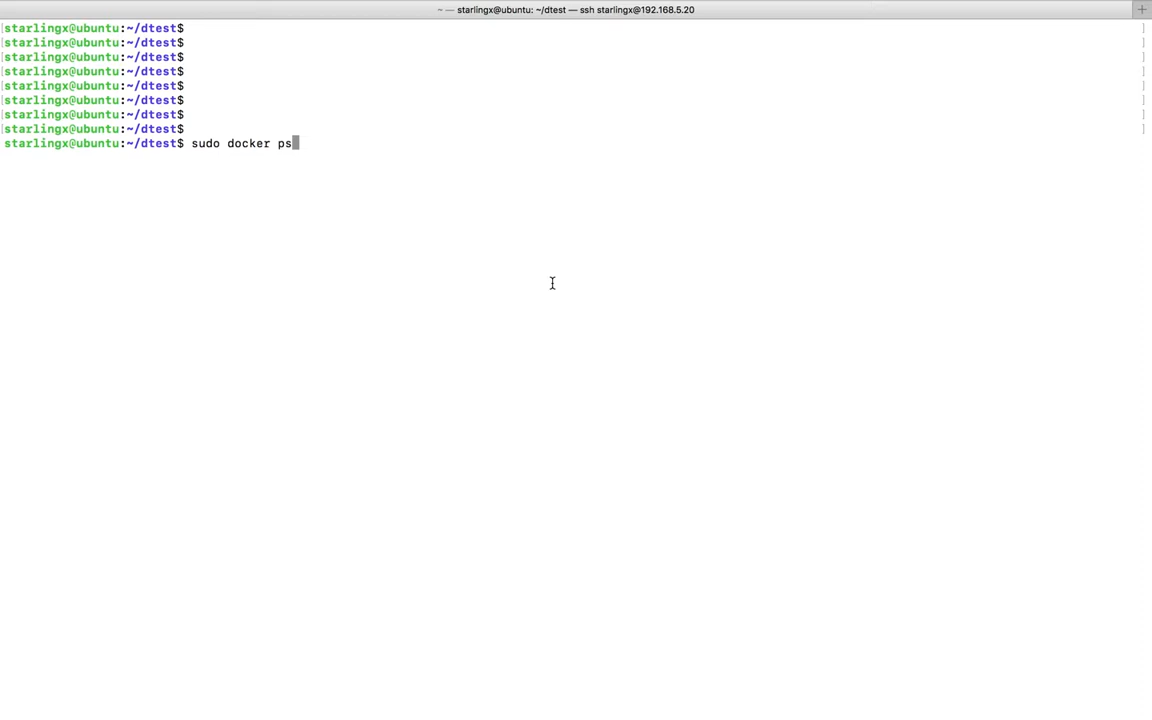 ~ — starlingx@ubuntu: ~/dtest — ssh starlingx@192.168.5.20
[starlingx@ubuntu:~/dtest$ ]
[starlingx@ubuntu:~/dtest$ ]
[starlingx@ubuntu:~/dtest$ ]
[starlingx@ubuntu:~/dtest$ ]
[starlingx@ubuntu:~/dtest$ ]
[starlingx@ubuntu:~/dtest$ ]
[starlingx@ubuntu:~/dtest$ ]
[starlingx@ubuntu:~/dtest$ ]
starlingx@ubuntu:~/dtest$ sudo docker ps